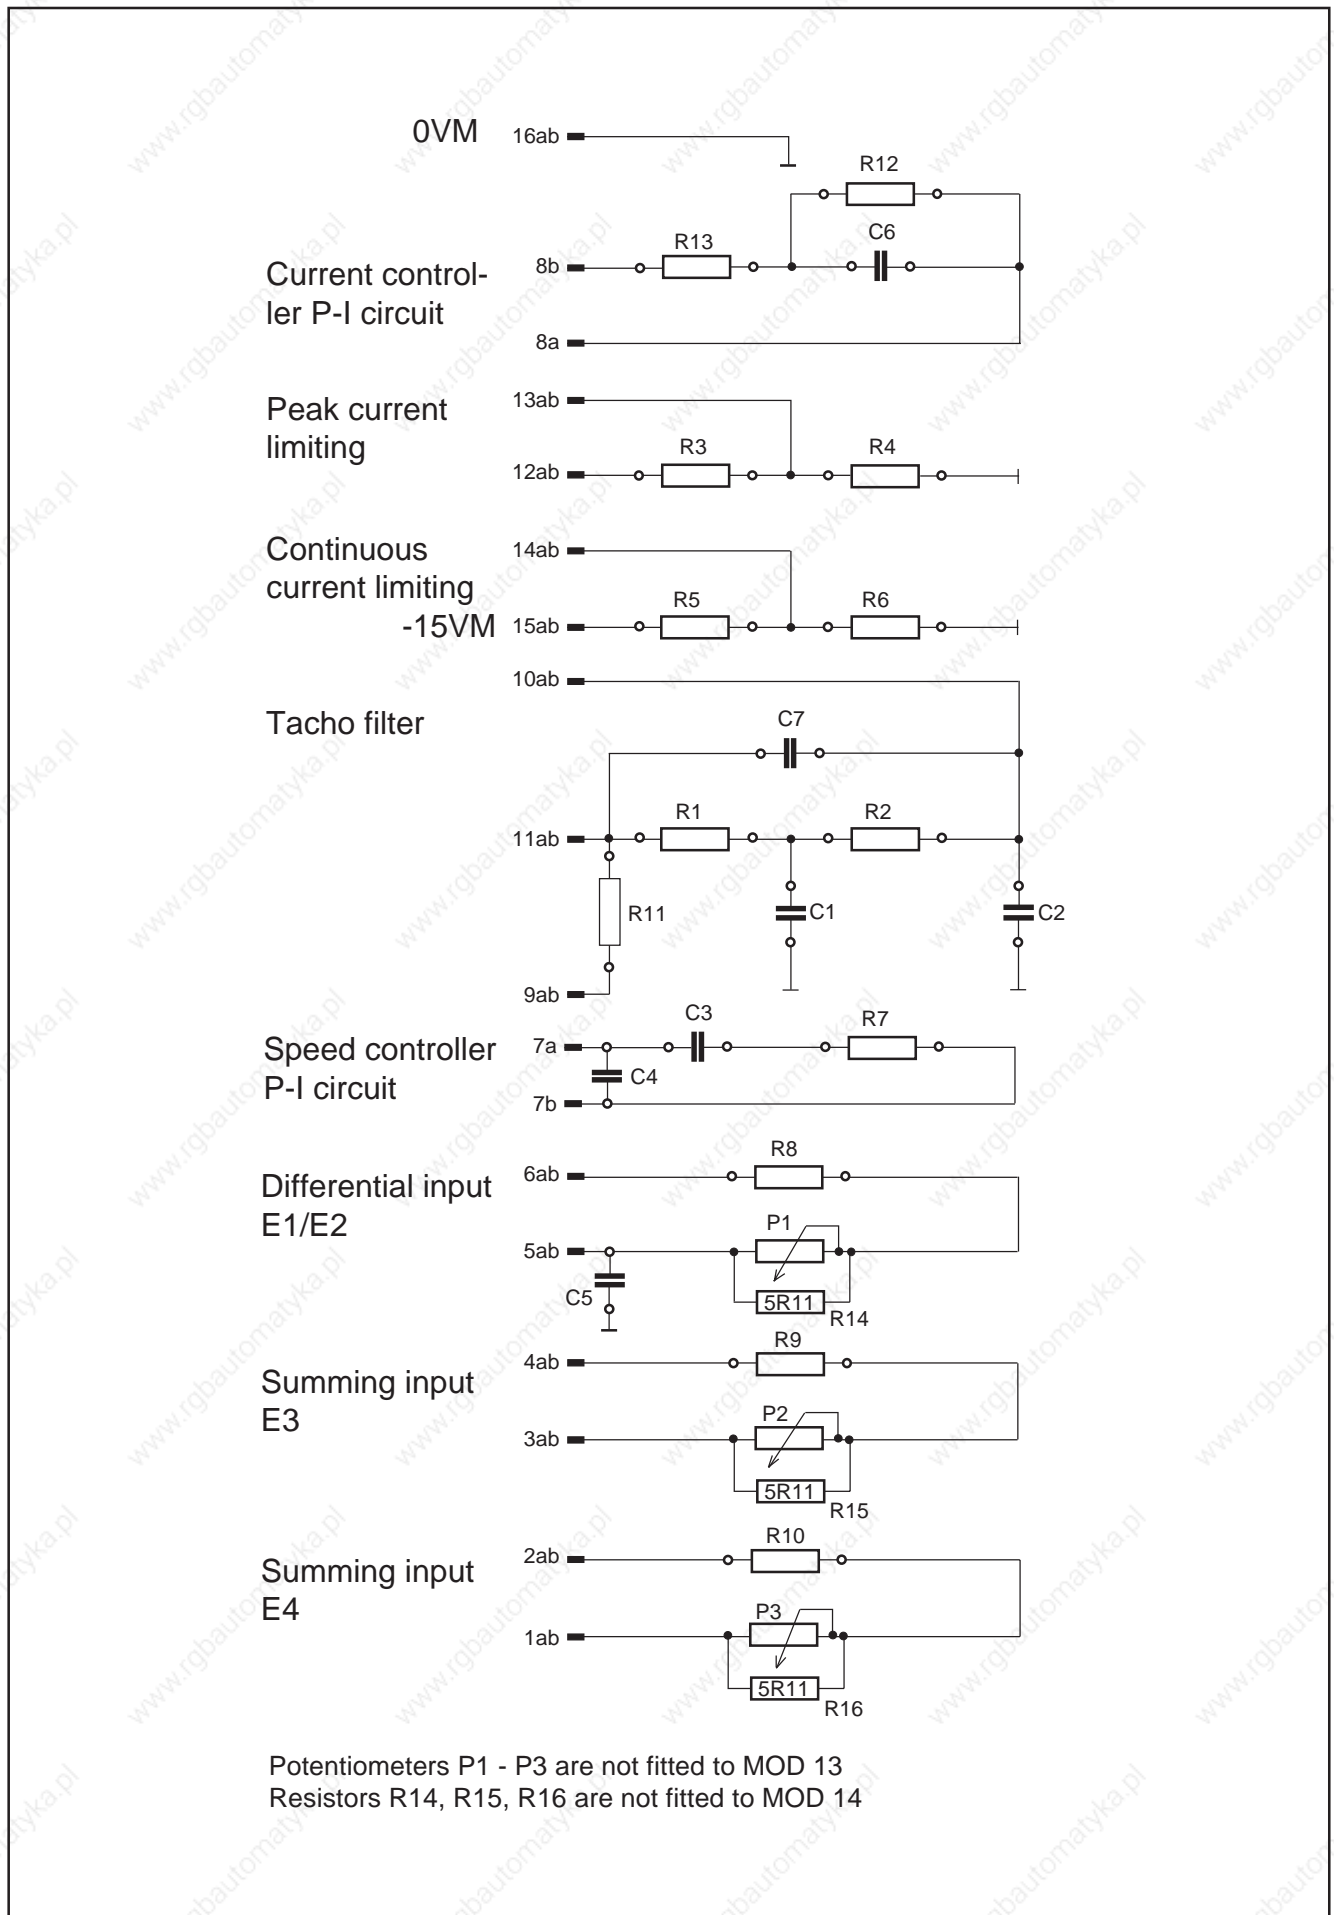 0VM 16ab
R12
R13 C6
8b
Current control-
ler P-I circuit
8a
13ab
Peak current
limiting
R3 R4
12ab
14ab
Continuous
current limiting
R5 R6
-15VM 15ab
10ab
Tacho filter
C7
R1 R2
11ab
R11 C1 C2
9ab
C3 R7
Speed controller
P-I circuit
7a
C4
7b
R8
6ab
Differential input
E1/E2
P1
5ab
C5
5R11
R14
R9
4ab
Summing input
E3
P2
3ab
5R11
R15
R10
2ab
Summing input
E4
P3
1ab
5R11
R16
Potentiometers P1 - P3 are not fitted to MOD 13
Resistors R14, R15, R16 are not fitted to MOD 14
www.rgbautomatyka.pl